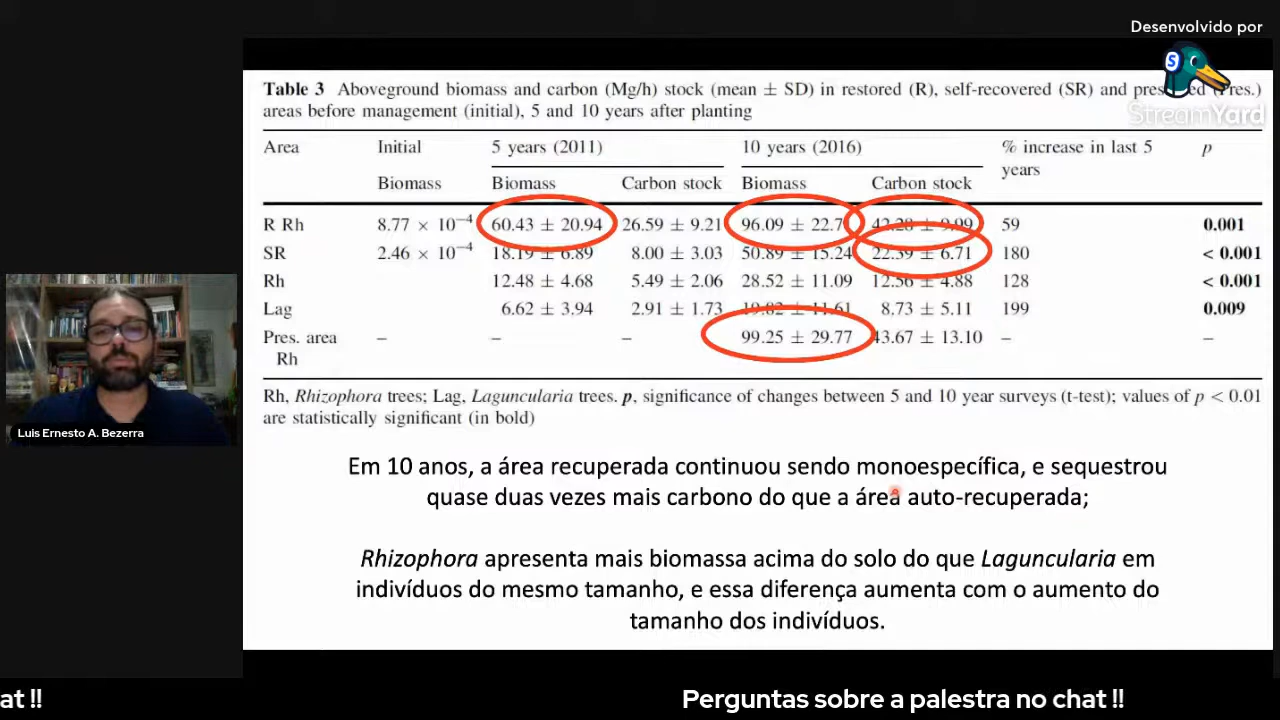 Desenvolvido por
StreamYard
Table 3 Aboveground biomass and carbon (Mg/h) stock (mean ± SD) in restored (R), self-recovered (SR) and (Pres.)
areas before management (initial), 5 and 10 years after planting
Area Initial 5 years (2011) 10 years (2016) % increase in last 5 years p
Biomass Biomass Carbon stock Biomass Carbon stock
R Rh 8.77 × 10⁻⁴ 60.43 ± 20.94 26.59 ± 9.21 96.09 ± 22.7 42.28 ± 9.99 59 0.001
SR 2.46 × 10⁻⁴ 18.19 ± 6.89 8.00 ± 3.03 50.89 ± 15.24 22.39 ± 6.71 180 < 0.001
Rh 12.48 ± 4.68 5.49 ± 2.06 28.52 ± 11.09 12.56 ± 4.88 128 < 0.001
Lag 6.62 ± 3.94 2.91 ± 1.73 19.82 ± 11.61 8.73 ± 5.11 199 0.009
Pres. area Rh – – – 99.25 ± 29.77 43.67 ± 13.10 – –
Rh, Rhizophora trees; Lag, Laguncularia trees. p, significance of changes between 5 and 10 year surveys (t-test); values of p < 0.01
are statistically significant (in bold)
Luis Ernesto A. Bezerra
Em 10 anos, a área recuperada continuou sendo monoespecífica, e sequestrou
quase duas vezes mais carbono do que a área auto-recuperada;
Rhizophora apresenta mais biomassa acima do solo do que Laguncularia em
indivíduos do mesmo tamanho, e essa diferença aumenta com o aumento do
tamanho dos indivíduos.
at !!
Perguntas sobre a palestra no chat !!